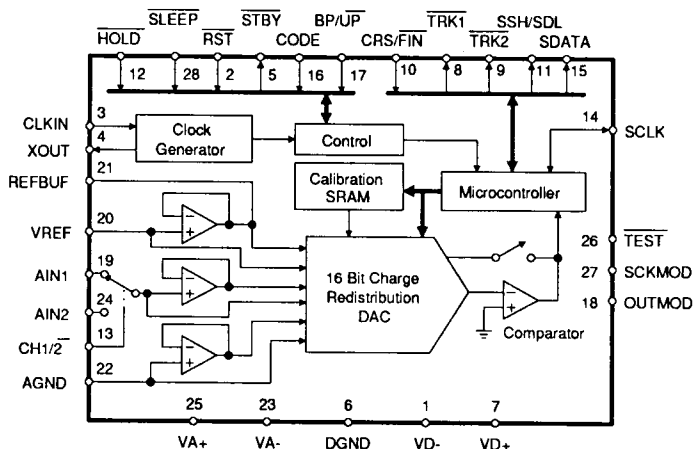 SLEEP STBY BP/UP TRK1 SSH/SDL
HOLD RST CODE CRS/FIN TRK2 SDATA
12 28 2 5 16 17 10 8 9 11 15
CLKIN 3
XOUT 4
Clock
Generator
Control
14 SCLK
REFBUF 21
Calibration
SRAM
Microcontroller
VREF 20
26 TEST
AIN1 19
27 SCKMOD
AIN2 24
16 Bit Charge
Redistribution
DAC
18 OUTMOD
CH1/2 13
Comparator
AGND 22
25 23 6 1 7
VA+ VA- DGND VD- VD+